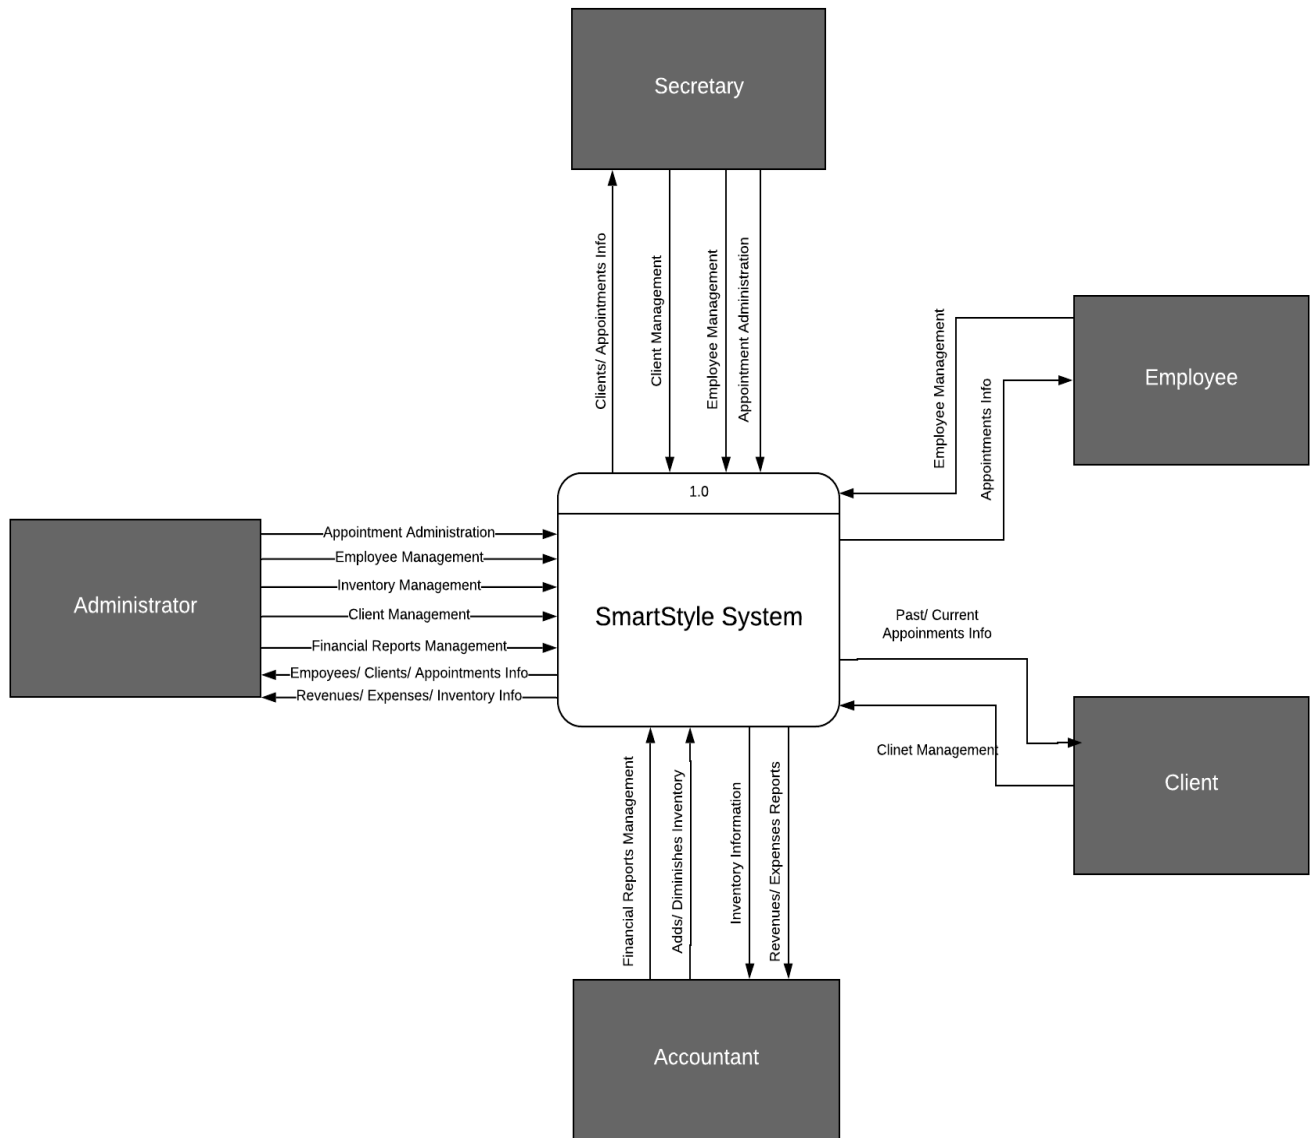 Secretary
Clients/ Appointments Info
Client Management
Employee Management
Appointment Administration
Employee Management
Appointments Info
Employee
1.0
SmartStyle System
Administrator
Appointment Administration
Employee Management
Inventory Management
Client Management
Financial Reports Management
Empoyees/ Clients/ Appointments Info
Revenues/ Expenses/ Inventory Info
Past/ Current
Appoinments Info
Clinet Management
Client
Financial Reports Management
Adds/ Diminishes Inventory
Inventory Information
Revenues/ Expenses Reports
Accountant